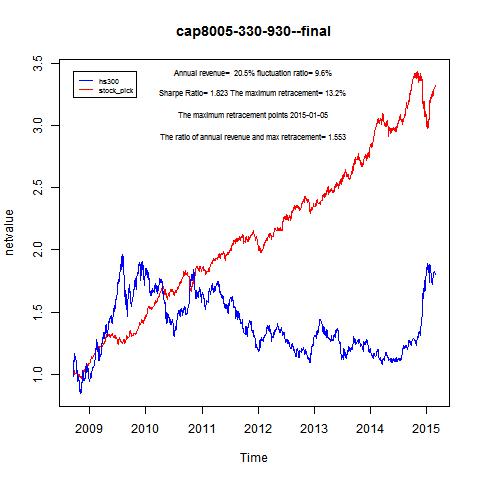 cap8005-330-930--final
hs300
stock_pick
Annual revenue= 20.5% fluctuation ratio= 9.6%
Sharpe Ratio= 1.823 The maximum retracement= 13.2%
The maximum retracement points 2015-01-05
The ratio of annual revenue and max retracement= 1.553
netvalue
3.5
3.0
2.5
2.0
1.5
1.0
2009 2010 2011 2012 2013 2014 2015
Time